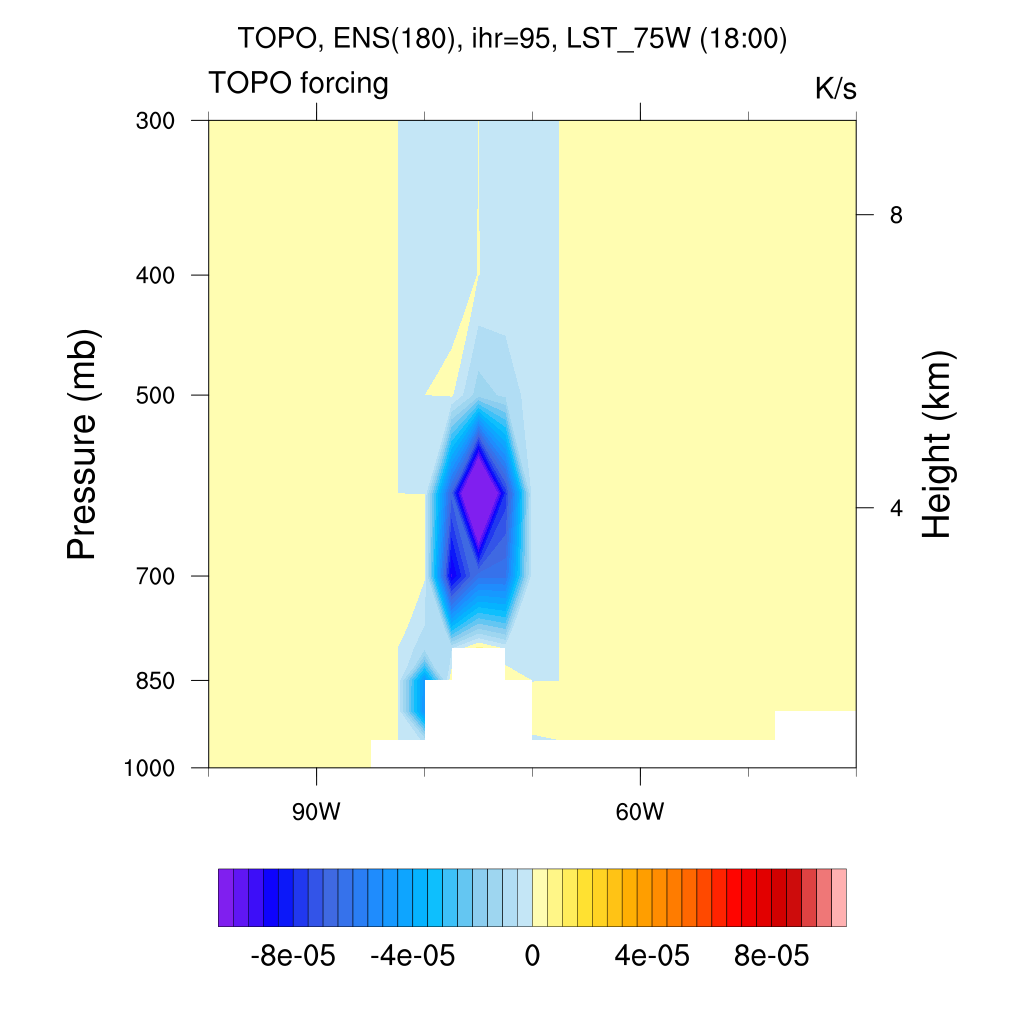 TOPO, ENS(180), ihr=95, LST_75W (18:00)
TOPO forcing
K/s
300
400
500
700
850
1000
Pressure (mb)
8
4
Height (km)
90W
60W
-8e-05
-4e-05
0
4e-05
8e-05